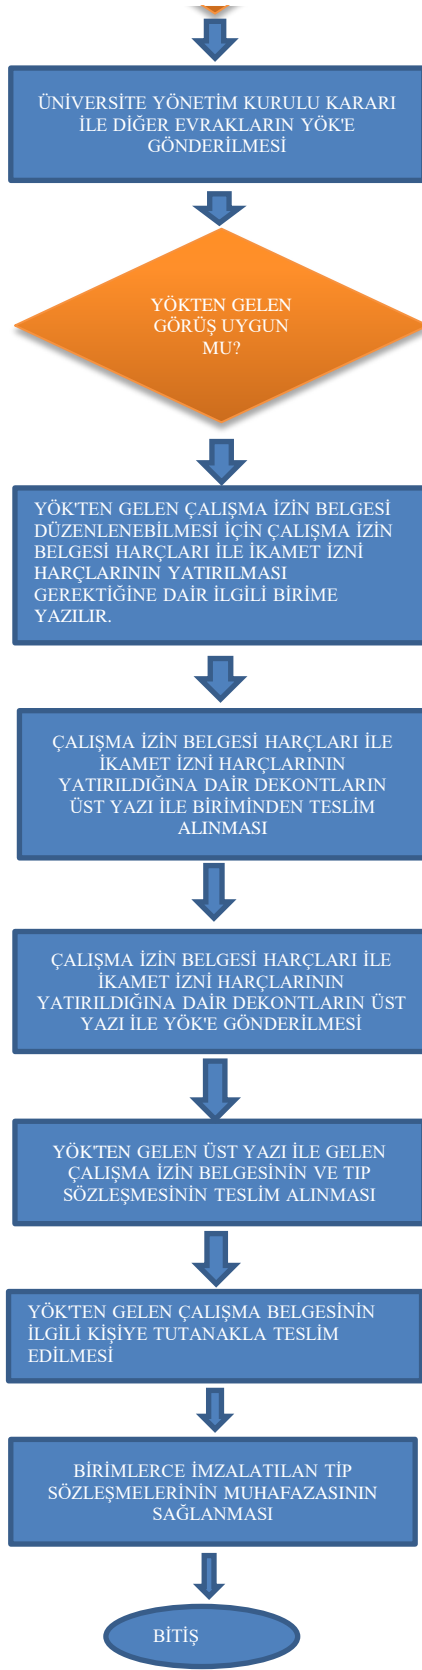 ÜNİVERSİTE YÖNETİM KURULU KARARI
İLE DİĞER EVRAKLARIN YÖK'E
GÖNDERİLMESİ
YÖKTEN GELEN
GÖRÜŞ UYGUN
MU?
YÖK'TEN GELEN ÇALIŞMA İZİN BELGESİ
DÜZENLENEBİLMESİ İÇİN ÇALIŞMA İZİN
BELGESİ HARÇLARI İLE İKAMET İZNİ
HARÇLARININ YATIRILMASI
GEREKTİĞİNE DAİR İLGİLİ BİRİME
YAZILIR.
ÇALIŞMA İZİN BELGESİ HARÇLARI İLE
İKAMET İZNİ HARÇLARININ
YATIRILDIĞINA DAİR DEKONTLARIN
ÜST YAZI İLE BİRİMİNDEN TESLİM
ALINMASI
ÇALIŞMA İZİN BELGESİ HARÇLARI İLE
İKAMET İZNİ HARÇLARININ
YATIRILDIĞINA DAİR DEKONTLARIN ÜST
YAZI İLE YÖK'E GÖNDERİLMESİ
YÖK'TEN GELEN ÜST YAZI İLE GELEN
ÇALIŞMA İZİN BELGESİNİN VE TIP
SÖZLEŞMESİNİN TESLİM ALINMASI
YÖK'TEN GELEN ÇALIŞMA BELGESİNİN
İLGİLİ KİŞİYE TUTANAKLA TESLİM
EDİLMESİ
BİRİMLERCE İMZALATILAN TİP
SÖZLEŞMELERİNİN MUHAFAZASININ
SAĞLANMASI
BİTİŞ